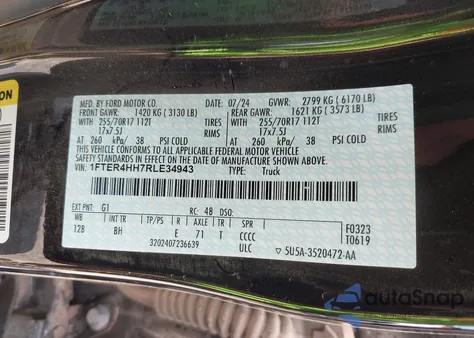 MFD. BY FORD MOTOR CO. 07/24 GVWR: 2799 KG ( 6170 LB)
FRONT GAWR: 1420 KG ( 3130 LB) REAR GAWR: 1621 KG ( 3573 LB)
255/70R17 112T TIRES 255/70R17 112T TIRES
17x7.5J RIMS 17x7.5J RIMS
AT 260 kPa/ 38 PSI COLD AT 260 kPa/ 38 PSI COLD
THIS VEHICLE CONFORMS TO ALL APPLICABLE FEDERAL MOTOR VEHICLE
SAFETY STANDARDS IN EFFECT ON THE DATE OF MANUFACTURE SHOWN ABOVE.
VIN: 1FTER4HH7RLE34943 TYPE: Truck
EXT PNT: G1 RC: 48 DSO:
WB INT TR TP/PS R AXLE TR SPR F0323
128 BH E 71 T CCCC T0619
3202407236639 ULC ▽ 5U5A-3520472-AA
autoSnap